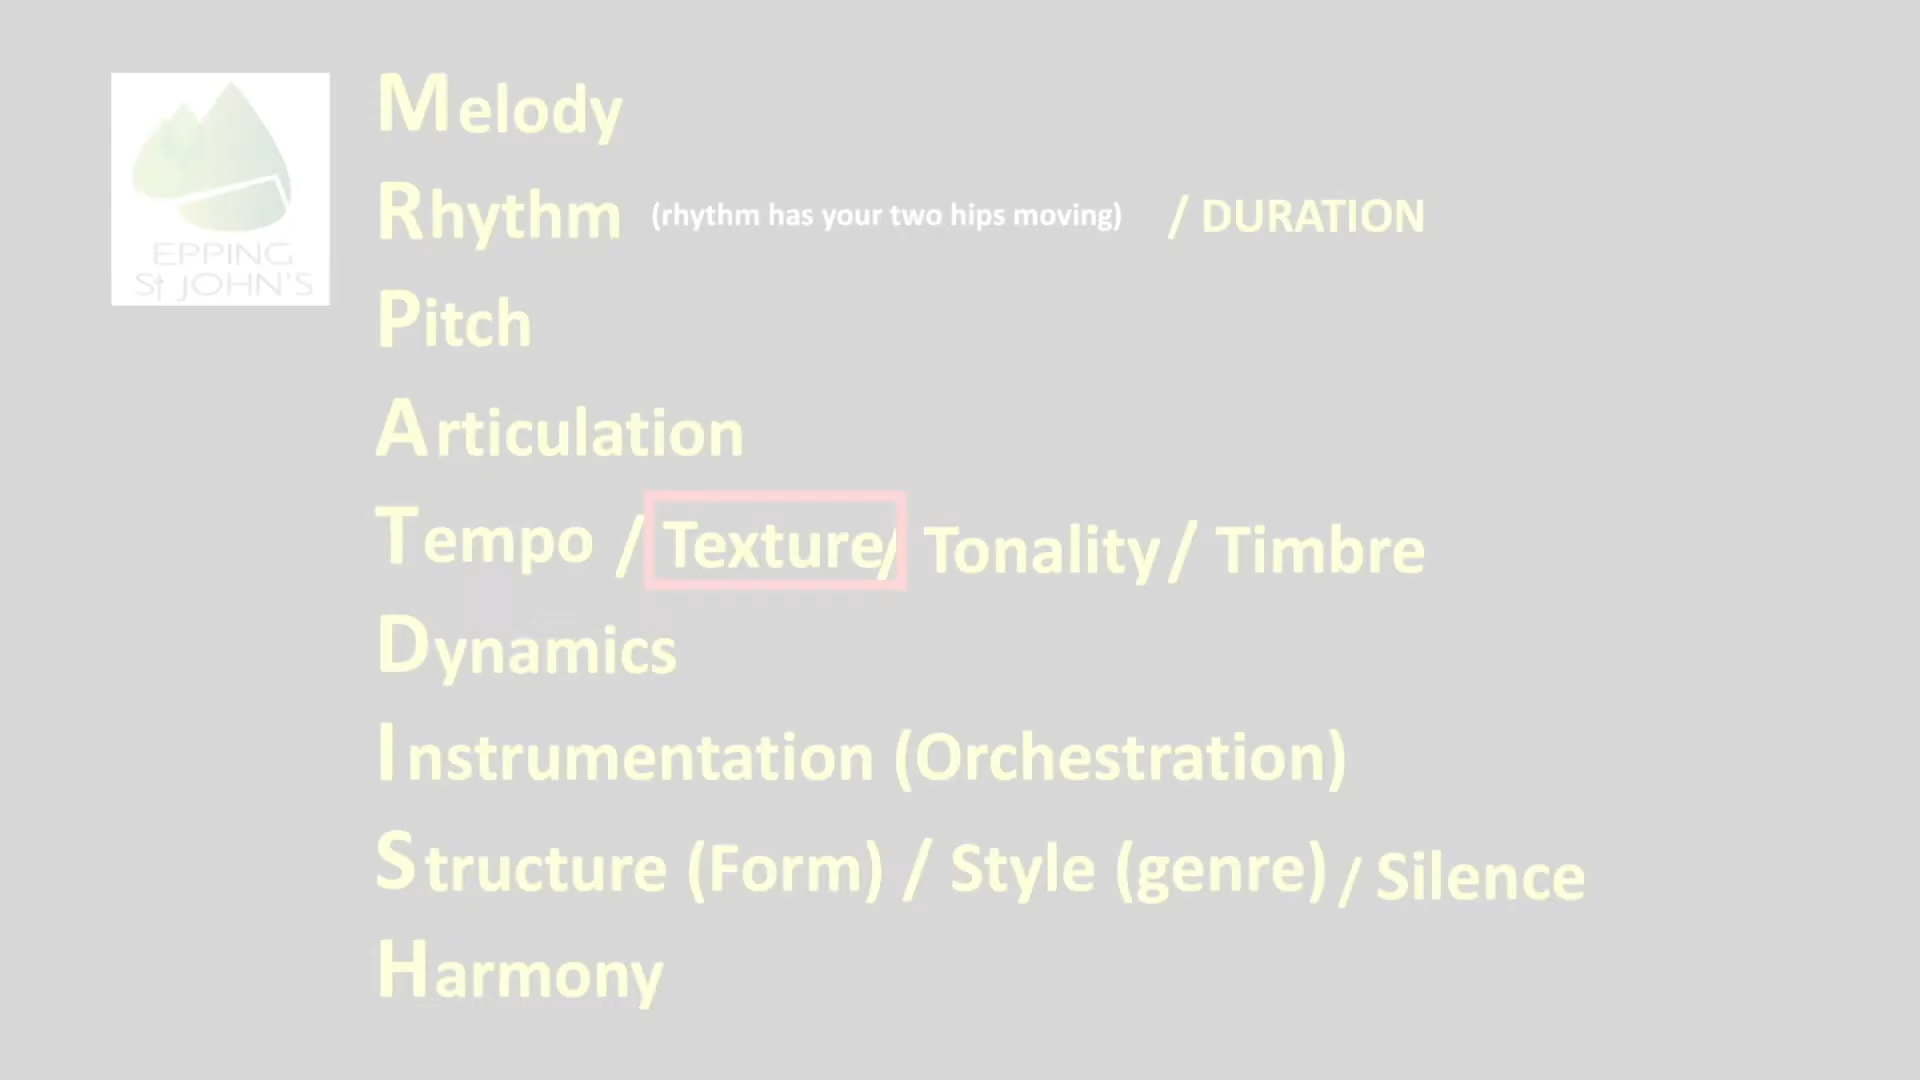 EPPING
St JOHN'S
Melody
Rhythm (rhythm has your two hips moving) / DURATION
Pitch
Articulation
Tempo / Texture/ Tonality/ Timbre
Dynamics
Instrumentation (Orchestration)
Structure (Form) / Style (genre) / Silence
Harmony